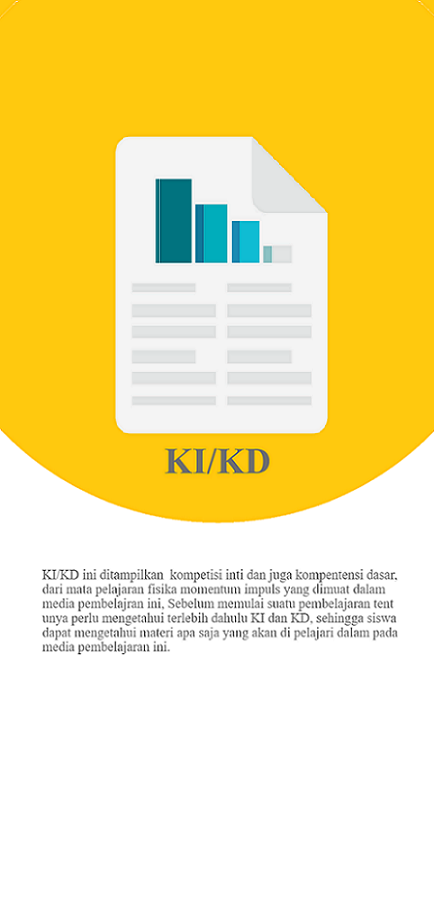 KI/KD
KI/KD ini ditampilkan  kompetisi inti dan juga kompentensi dasar,
dari mata pelajaran fisika momentum impuls yang dimuat dalam
media pembelajran ini, Sebelum memulai suatu pembelajaran tent
unya perlu mengetahui terlebih dahulu KI dan KD, sehingga siswa
dapat mengetahui materi apa saja yang akan di pelajari dalam pada
media pembelajaran ini.